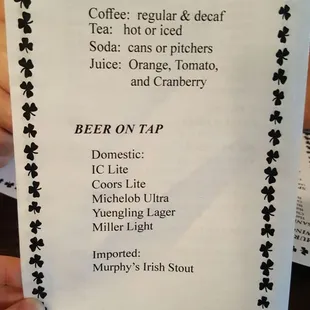 Coffee: regular & decaf
Tea: hot or iced
Soda: cans or pitchers
Juice: Orange, Tomato,
and Cranberry
BEER ON TAP
Domestic:
IC Lite
Coors Lite
Michelob Ultra
Yuengling Lager
Miller Light
Imported:
Murphy's Irish Stout